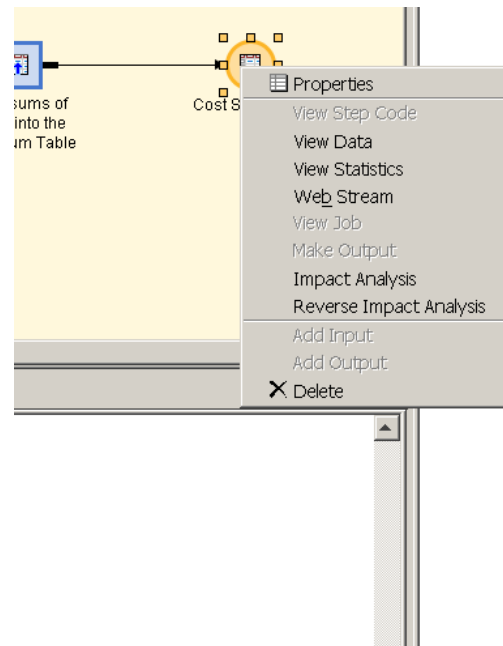 sums of
into the
um Table
Cost S
Properties
View Step Code
View Data
View Statistics
Web Stream
View Job
Make Output
Impact Analysis
Reverse Impact Analysis
Add Input
Add Output
Delete